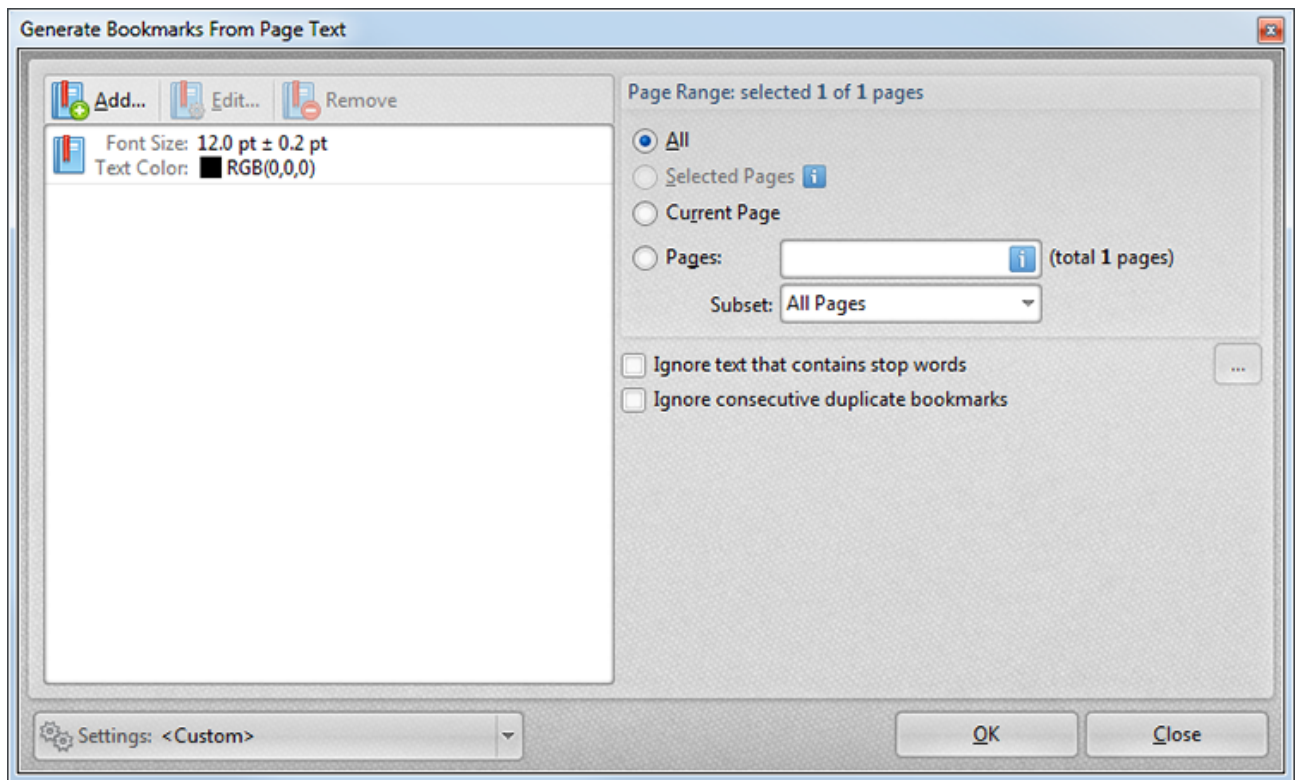 Generate Bookmarks From Page Text
Add... Edit... Remove
Font Size: 12.0 pt ± 0.2 pt
Text Color: RGB(0,0,0)
Page Range: selected 1 of 1 pages
All
Selected Pages i
Current Page
Pages: i (total 1 pages)
Subset: All Pages
Ignore text that contains stop words ...
Ignore consecutive duplicate bookmarks
Settings: <Custom>
OK Close